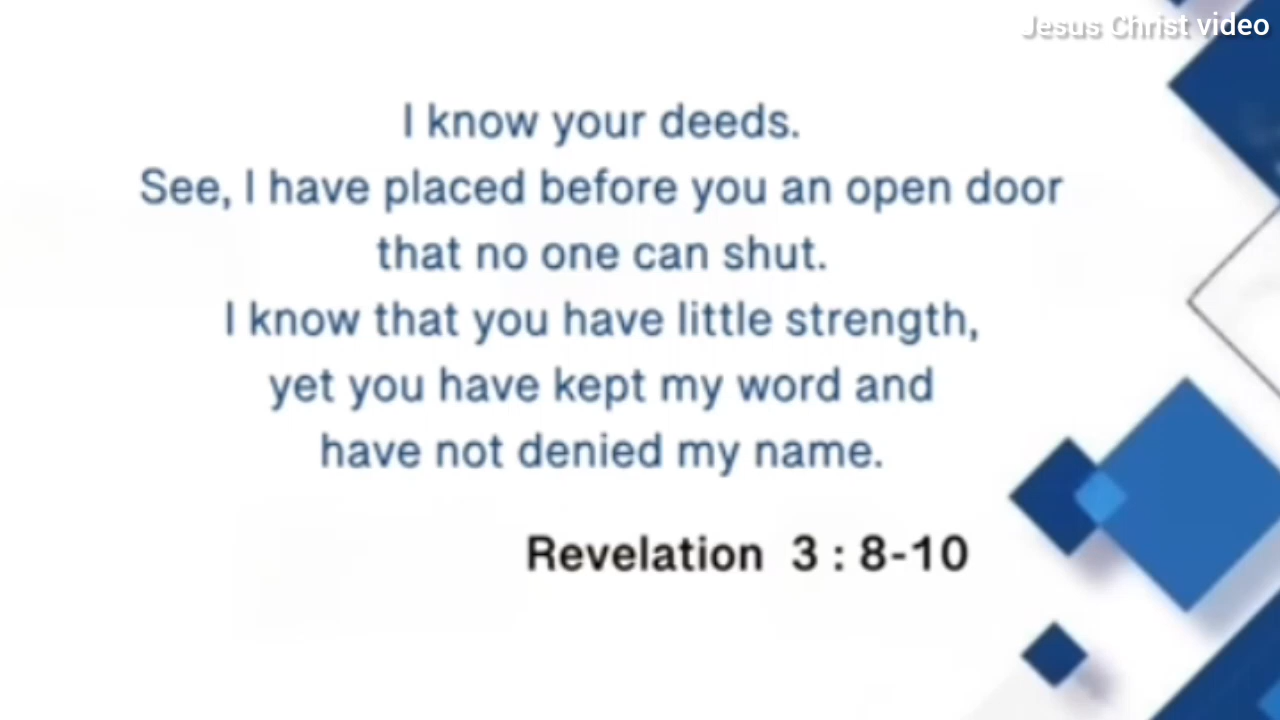 Jesus Christ video
I know your deeds.
See, I have placed before you an open door
that no one can shut.
I know that you have little strength,
yet you have kept my word and
have not denied my name.
Revelation 3 : 8-10